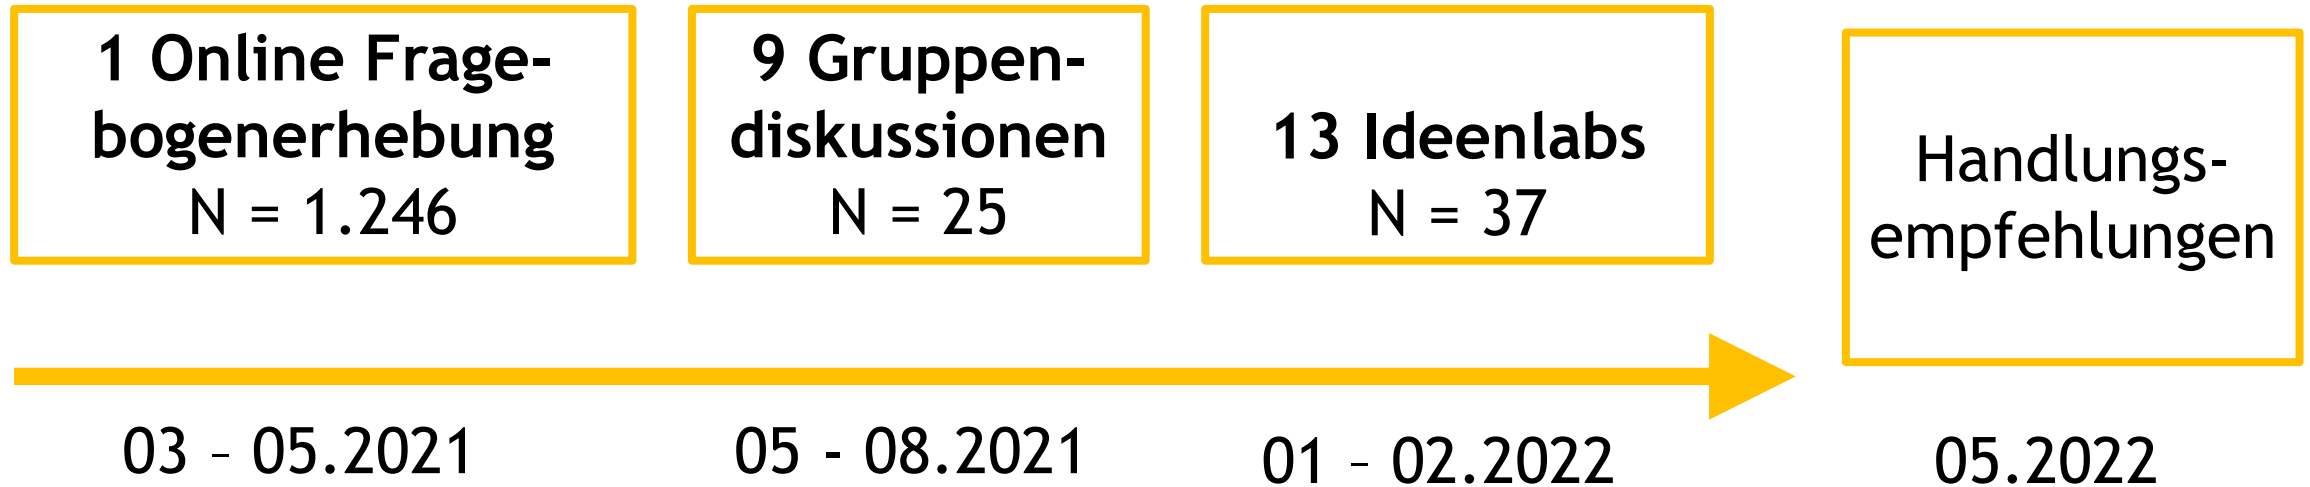 1 Online Frage-
bogenerhebung
N = 1.246
9 Gruppen-
diskussionen
N = 25
13 Ideenlabs
N = 37
Handlungs-
empfehlungen
03 – 05.2021
05 - 08.2021
01 – 02.2022
05.2022